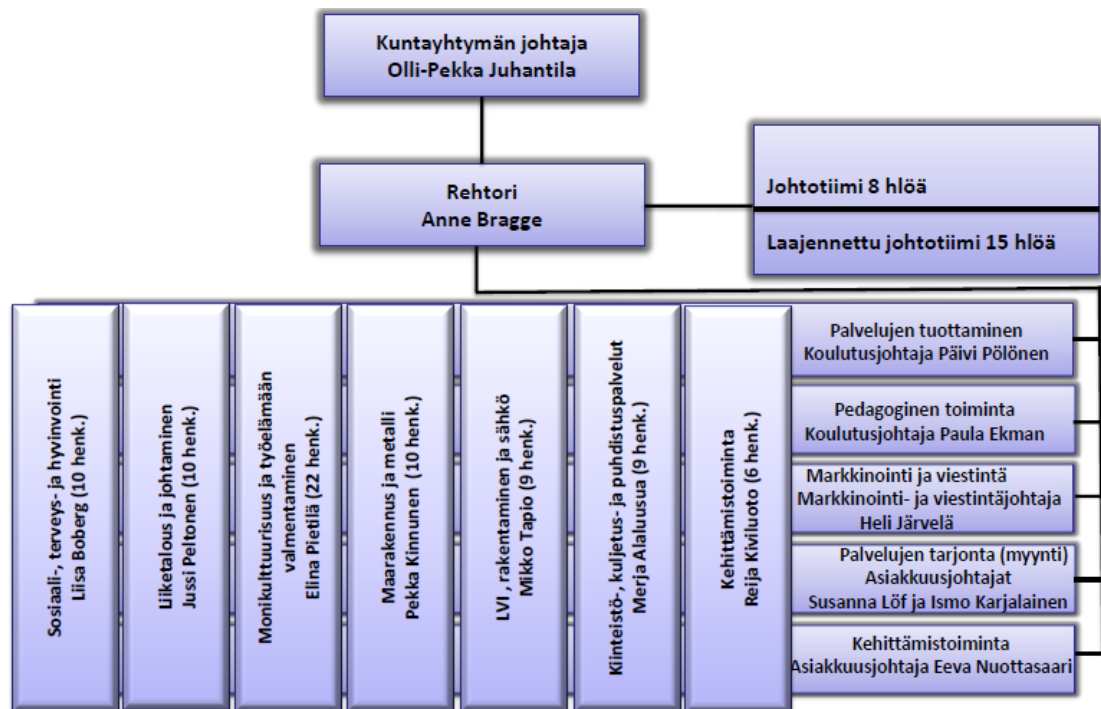 Kuntayhtymän johtaja
Olli-Pekka Juhantila
Rehtori
Anne Bragge
Johtotiimi 8 hlöä
Laajennettu johtotiimi 15 hlöä
Sosiaali-, terveys- ja hyvinvointi
Liisa Boberg (10 henk.)
Liiketalous ja johtaminen
Jussi Peltonen (10 henk.)
Monikulttuurisuus ja työelämään
valmentaminen
Elina Pietilä (22 henk.)
Maarakennus ja metalli
Pekka Kinnunen (10 henk.)
LVI , rakentaminen ja sähkö
Mikko Tapio (9 henk.)
Kiinteistö-, kuljetus- ja puhdistuspalvelut
Merja Alaluusua (9 henk.)
Kehittämistoiminta
Reija Kiviluoto (6 henk.)
Palvelujen tuottaminen
Koulutusjohtaja Päivi Pölönen
Pedagoginen toiminta
Koulutusjohtaja Paula Ekman
Markkinointi ja viestintä
Markkinointi- ja viestintäjohtaja
Heli Järvelä
Palvelujen tarjonta (myynti)
Asiakkuusjohtajat
Susanna Löf ja Ismo Karjalainen
Kehittämistoiminta
Asiakkuusjohtaja Eeva Nuottasaari